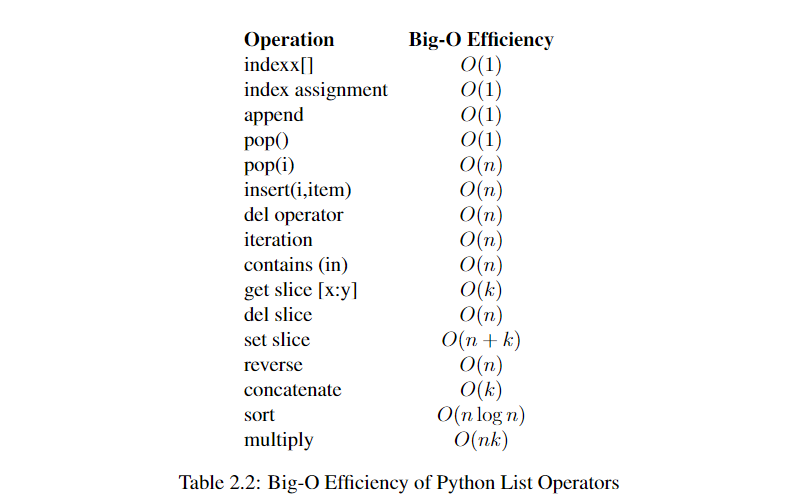 Operation Big-O Efficiency
indexx[] O(1)
index assignment O(1)
append O(1)
pop() O(1)
pop(i) O(n)
insert(i,item) O(n)
del operator O(n)
iteration O(n)
contains (in) O(n)
get slice [x:y] O(k)
del slice O(n)
set slice O(n + k)
reverse O(n)
concatenate O(k)
sort O(n log n)
multiply O(nk)
Table 2.2: Big-O Efficiency of Python List Operators